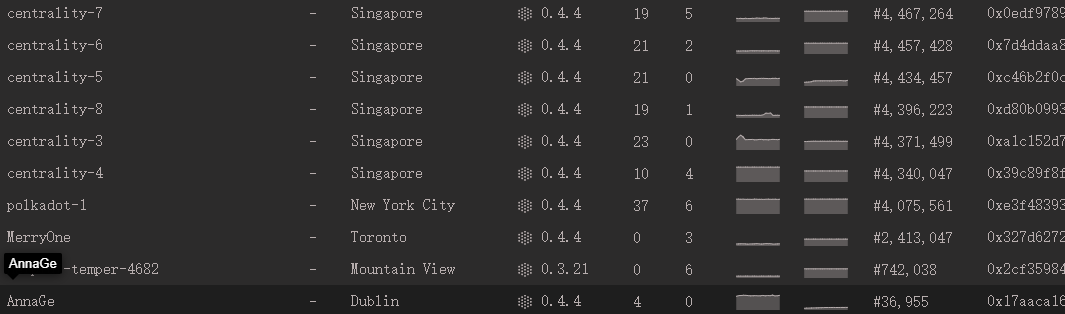 centrality-7 - Singapore 0.4.4 19 5 #4,467,264 0x0edf9789
centrality-6 - Singapore 0.4.4 21 2 #4,457,428 0x7d4ddaa8
centrality-5 - Singapore 0.4.4 21 0 #4,434,457 0xc46b2f0c
centrality-8 - Singapore 0.4.4 19 1 #4,396,223 0xd80b0993
centrality-3 - Singapore 0.4.4 23 0 #4,371,499 0xa1c152d7
centrality-4 - Singapore 0.4.4 10 4 #4,340,047 0x39c89f8f
polkadot-1 - New York City 0.4.4 37 6 #4,075,561 0xe3f48393
MerryOne - Toronto 0.4.4 0 3 #2,413,047 0x327d6272
AnnaGe
-temper-4682 - Mountain View 0.3.21 0 6 #742,038 0x2cf35984
AnnaGe - Dublin 0.4.4 4 0 #36,955 0x17aaca16